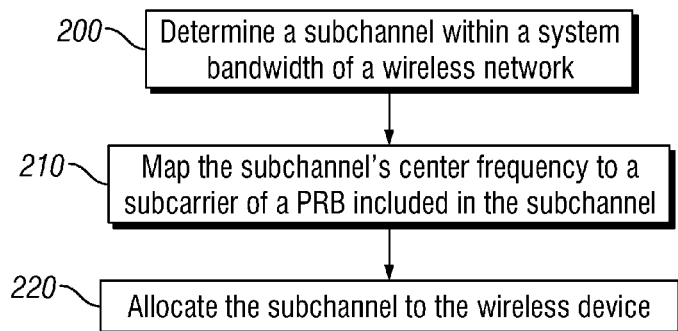 200
Determine a subchannel within a system
bandwidth of a wireless network
210
Map the subchannel's center frequency to a
subcarrier of a PRB included in the subchannel
220
Allocate the subchannel to the wireless device